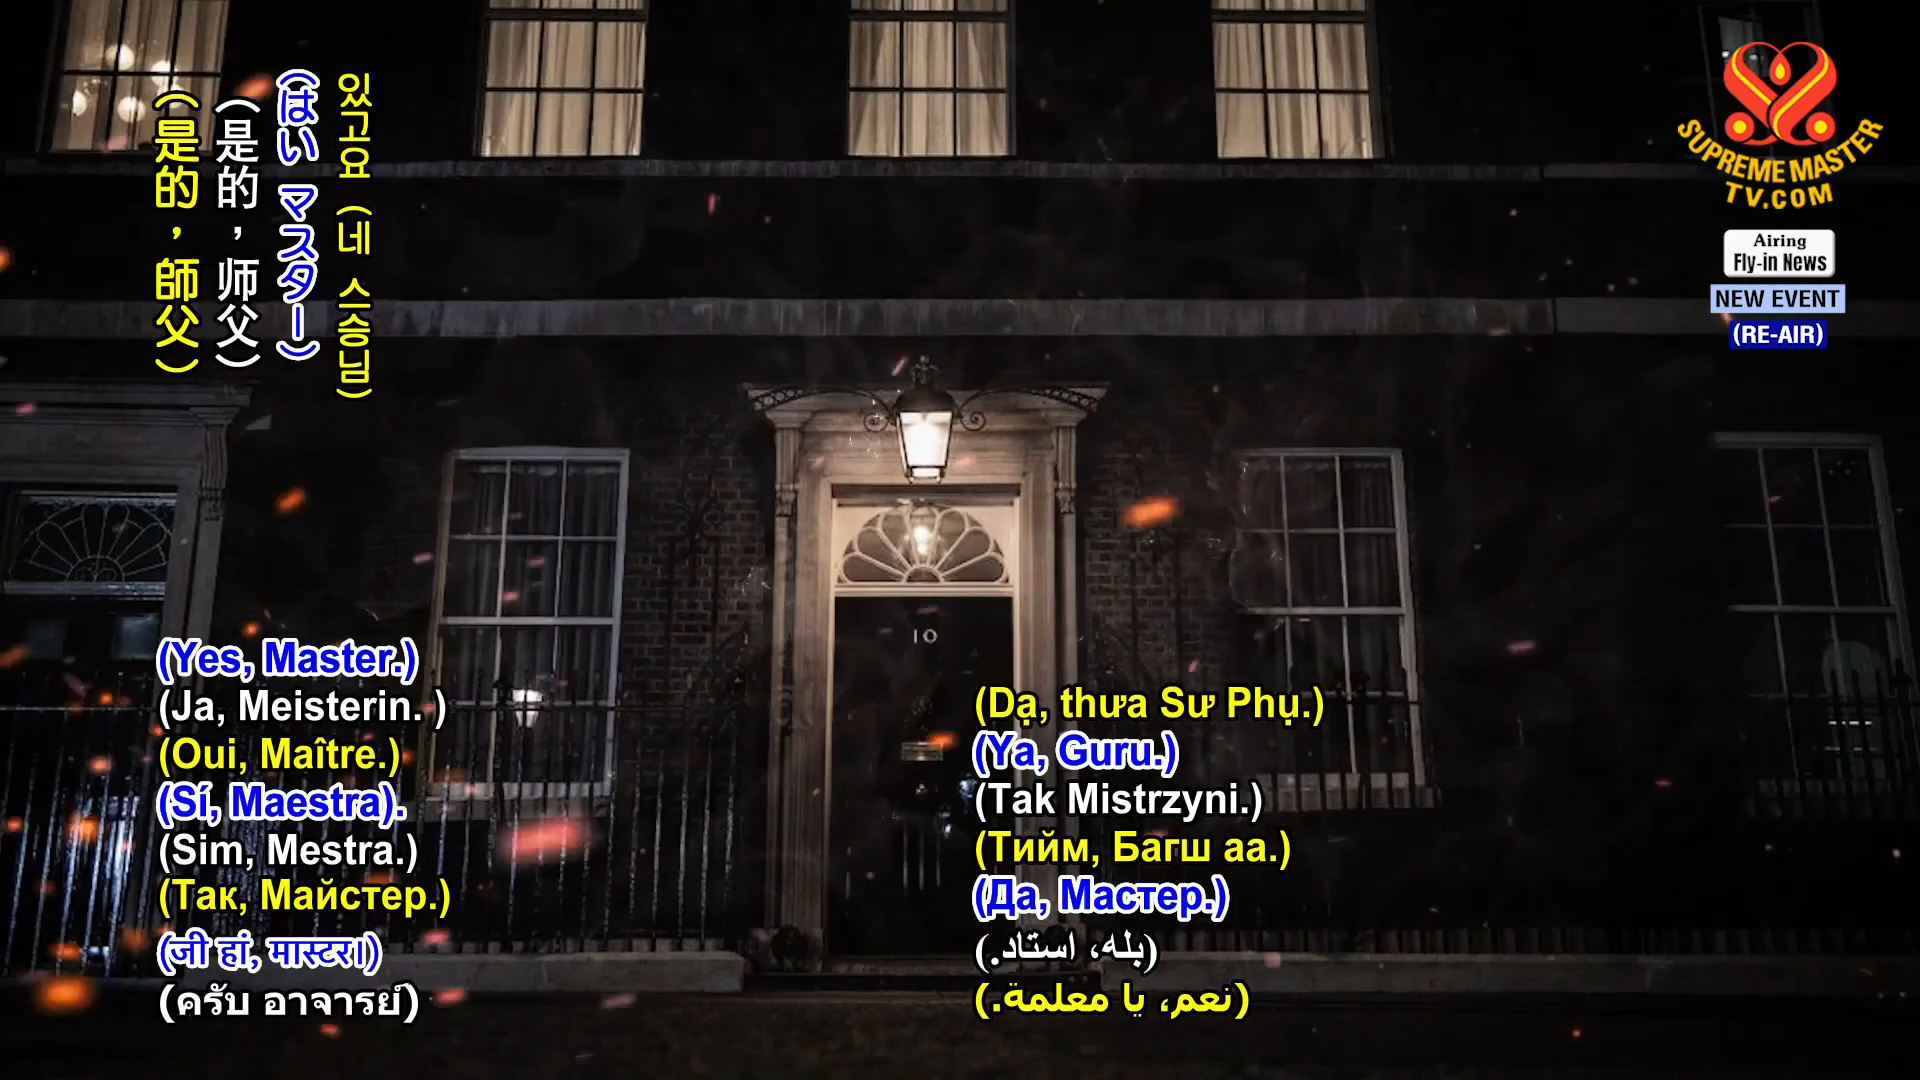 있고요 (네 스승님)
(はい マスター)
(是的，师父)
(是的，師父)
SUPREME MASTER
TV.COM
Airing
Fly-in News
NEW EVENT
(RE-AIR)
10
(Yes, Master.)
(Ja, Meisterin. )
(Oui, Maître.)
(Sí, Maestra).
(Sim, Mestra.)
(Так, Майстер.)
(जी हां, मास्टर।)
(ครับ อาจารย์)
(Dạ, thưa Sư Phụ.)
(Ya, Guru.)
(Tak Mistrzyni.)
(Тийм, Багш аа.)
(Да, Мастер.)
(بله، استاد.)
(نعم، يا معلمة.)